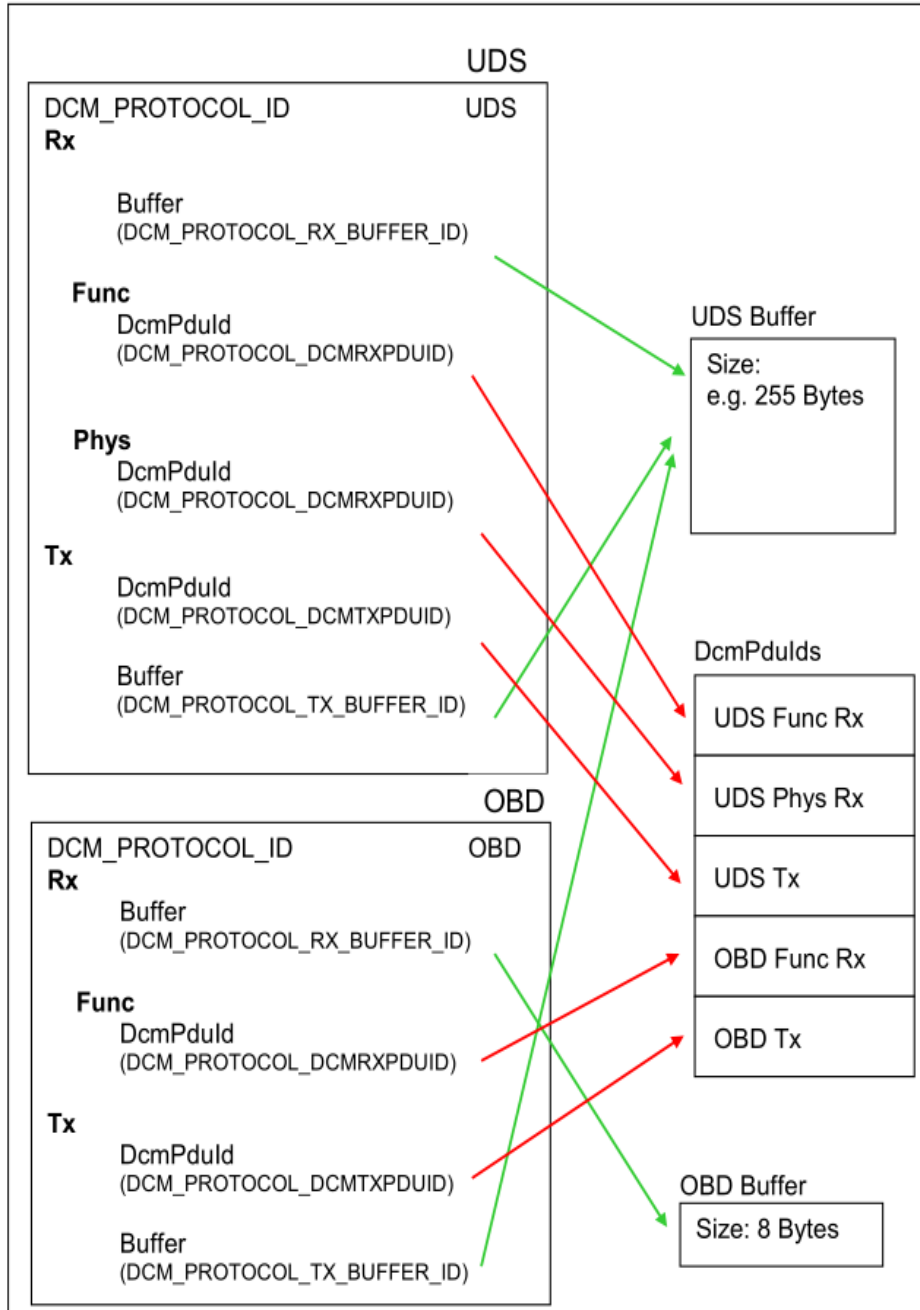 UDS
DCM_PROTOCOL_ID UDS
Rx
Buffer
(DCM_PROTOCOL_RX_BUFFER_ID)
Func
DcmPduId
(DCM_PROTOCOL_DCMRXPDUID)
Phys
DcmPduId
(DCM_PROTOCOL_DCMRXPDUID)
Tx
DcmPduId
(DCM_PROTOCOL_DCMTXPDUID)
Buffer
(DCM_PROTOCOL_TX_BUFFER_ID)
UDS Buffer
Size:
e.g. 255 Bytes
DcmPduIds
UDS Func Rx
UDS Phys Rx
UDS Tx
OBD Func Rx
OBD Tx
OBD
DCM_PROTOCOL_ID OBD
Rx
Buffer
(DCM_PROTOCOL_RX_BUFFER_ID)
Func
DcmPduId
(DCM_PROTOCOL_DCMRXPDUID)
Tx
DcmPduId
(DCM_PROTOCOL_DCMTXPDUID)
Buffer
(DCM_PROTOCOL_TX_BUFFER_ID)
OBD Buffer
Size: 8 Bytes